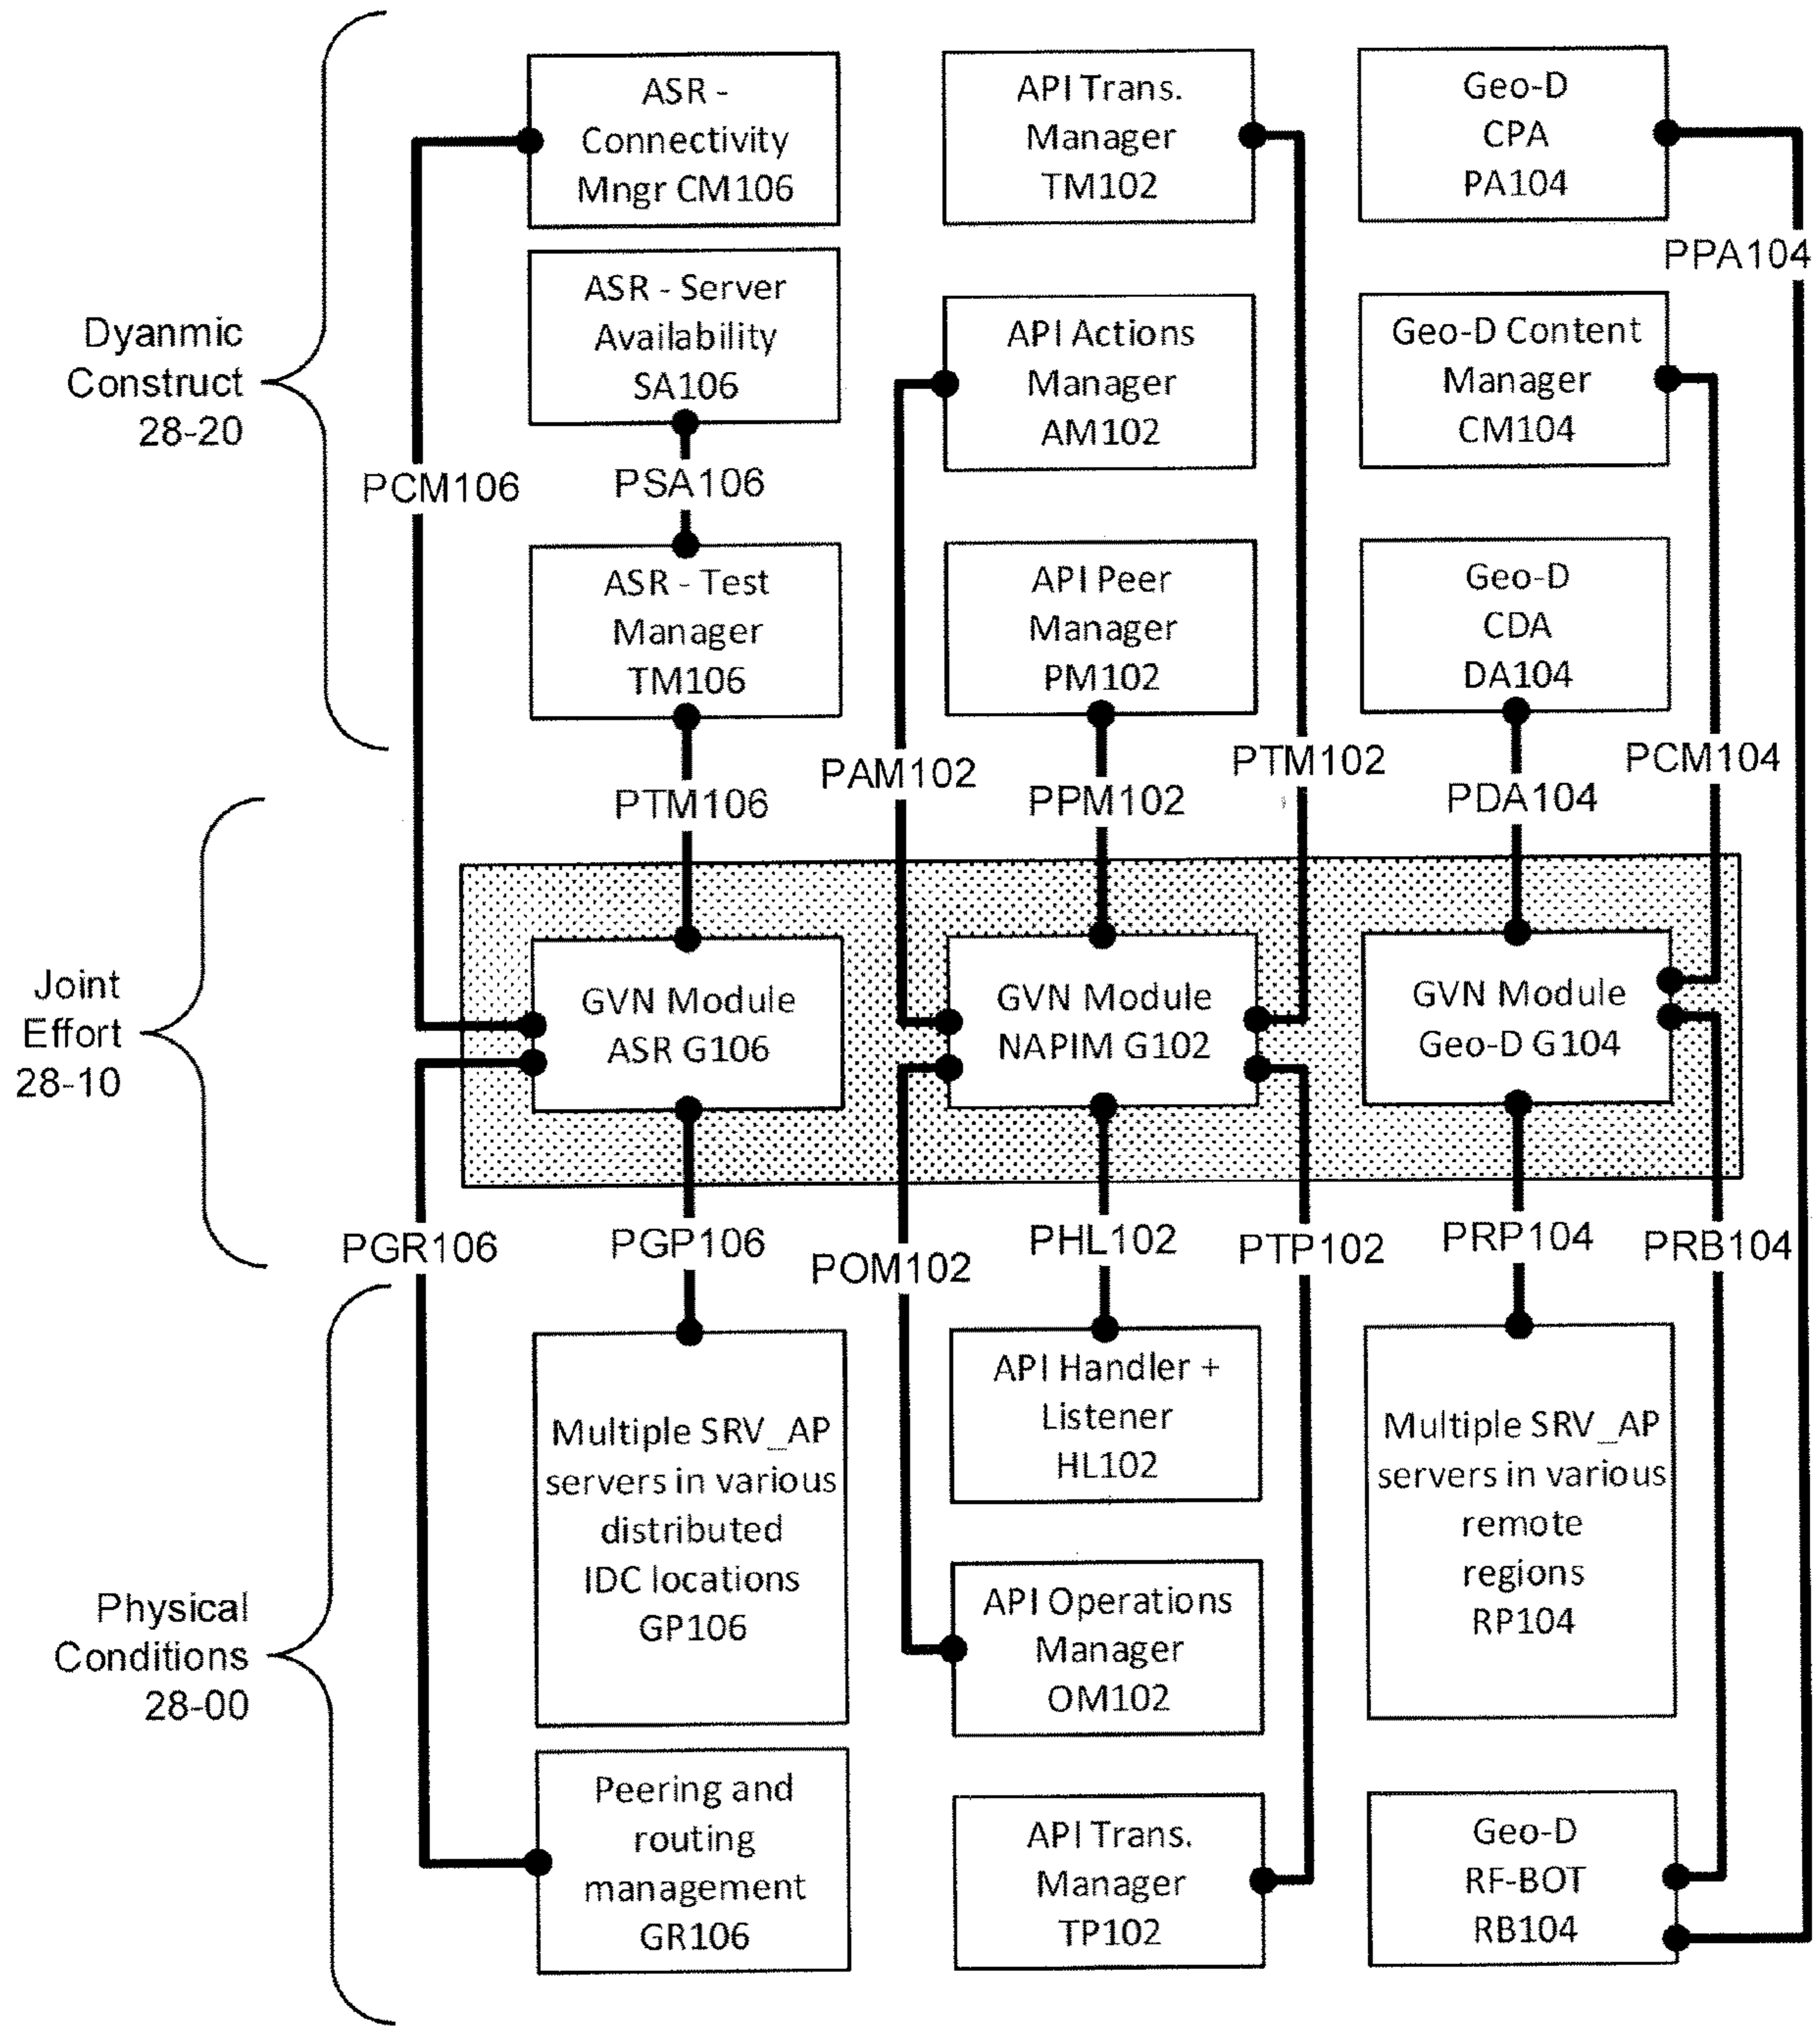 ASR -
Connectivity
Mngr CM106
API Trans.
Manager
TM102
Geo-D
CPA
PA104
PPA104
ASR - Server
Availability
SA106
API Actions
Manager
AM102
Geo-D Content
Manager
CM104
Dyanmic
Construct
28-20
PCM106
PSA106
ASR - Test
Manager
TM106
API Peer
Manager
PM102
Geo-D
CDA
DA104
PTM106
PAM102
PPM102
PTM102
PDA104
PCM104
Joint
Effort
28-10
GVN Module
ASR G106
GVN Module
NAPIM G102
GVN Module
Geo-D G104
PGR106
PGP106
POM102
PHL102
PTP102
PRP104
PRB104
Physical
Conditions
28-00
Multiple SRV_AP
servers in various
distributed
IDC locations
GP106
API Handler +
Listener
HL102
Multiple SRV_AP
servers in various
remote
regions
RP104
API Operations
Manager
OM102
Peering and
routing
management
GR106
API Trans.
Manager
TP102
Geo-D
RF-BOT
RB104